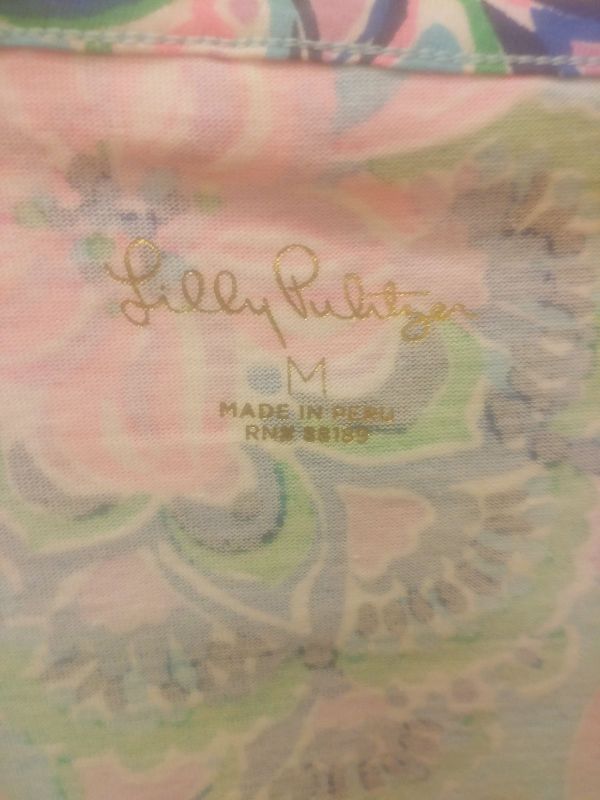 Lilly Pulitzer
M
MADE IN PERU
RN# 88189